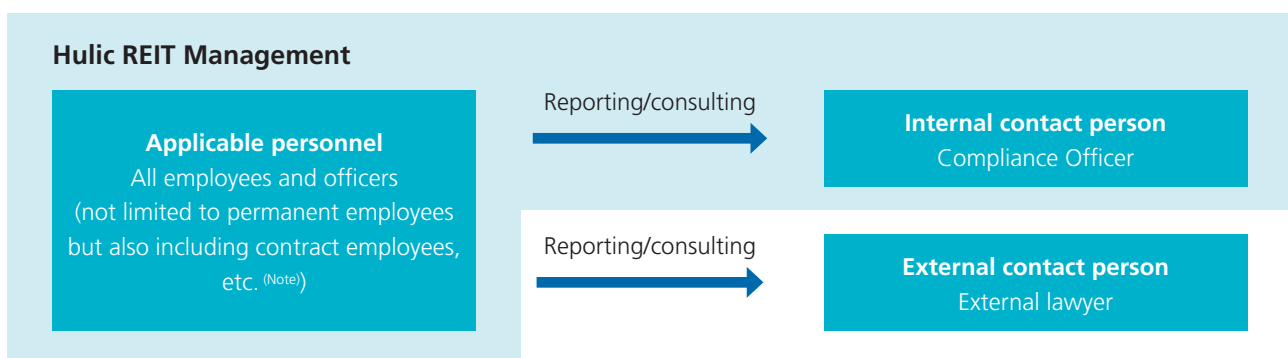 Hulic REIT Management
Applicable personnel
All employees and officers
(not limited to permanent employees
but also including contract employees,
etc. (Note))
Reporting/consulting
Internal contact person
Compliance Officer
Reporting/consulting
External contact person
External lawyer